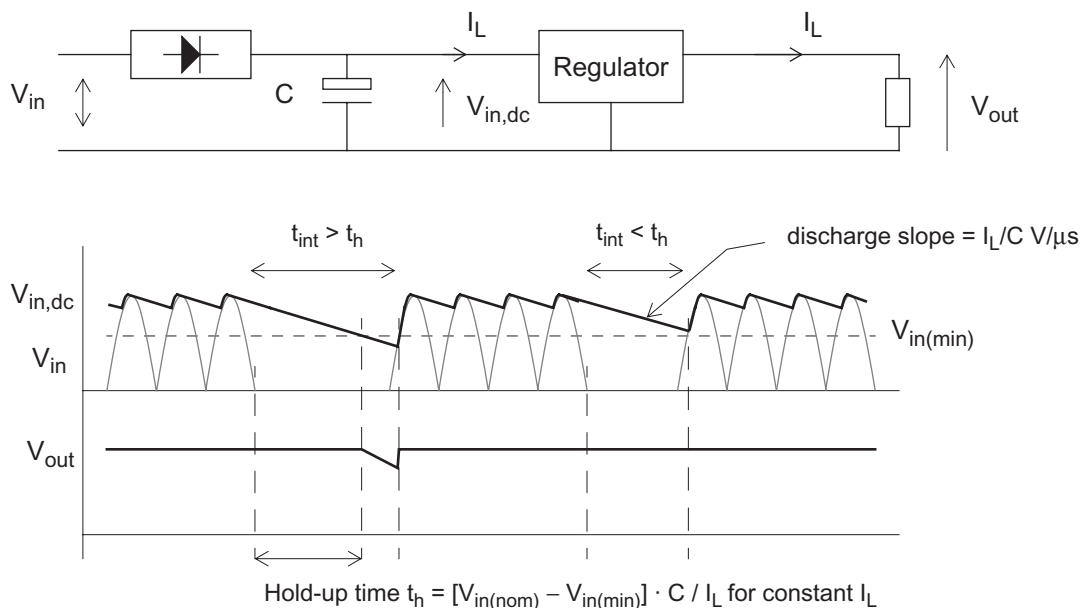 I_L
I_L
Regulator
V_in
C
V_in,dc
V_out
t_int > t_h
t_int < t_h
discharge slope = I_L/C V/μs
V_in,dc
V_in(min)
V_in
V_out
Hold-up time t_h = [V_in(nom) – V_in(min)] · C / I_L for constant I_L